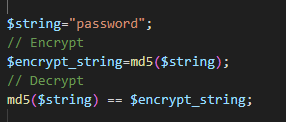 $string="password";
// Encrypt
$encrypt_string=md5($string);
// Decrypt
md5($string) == $encrypt_string;